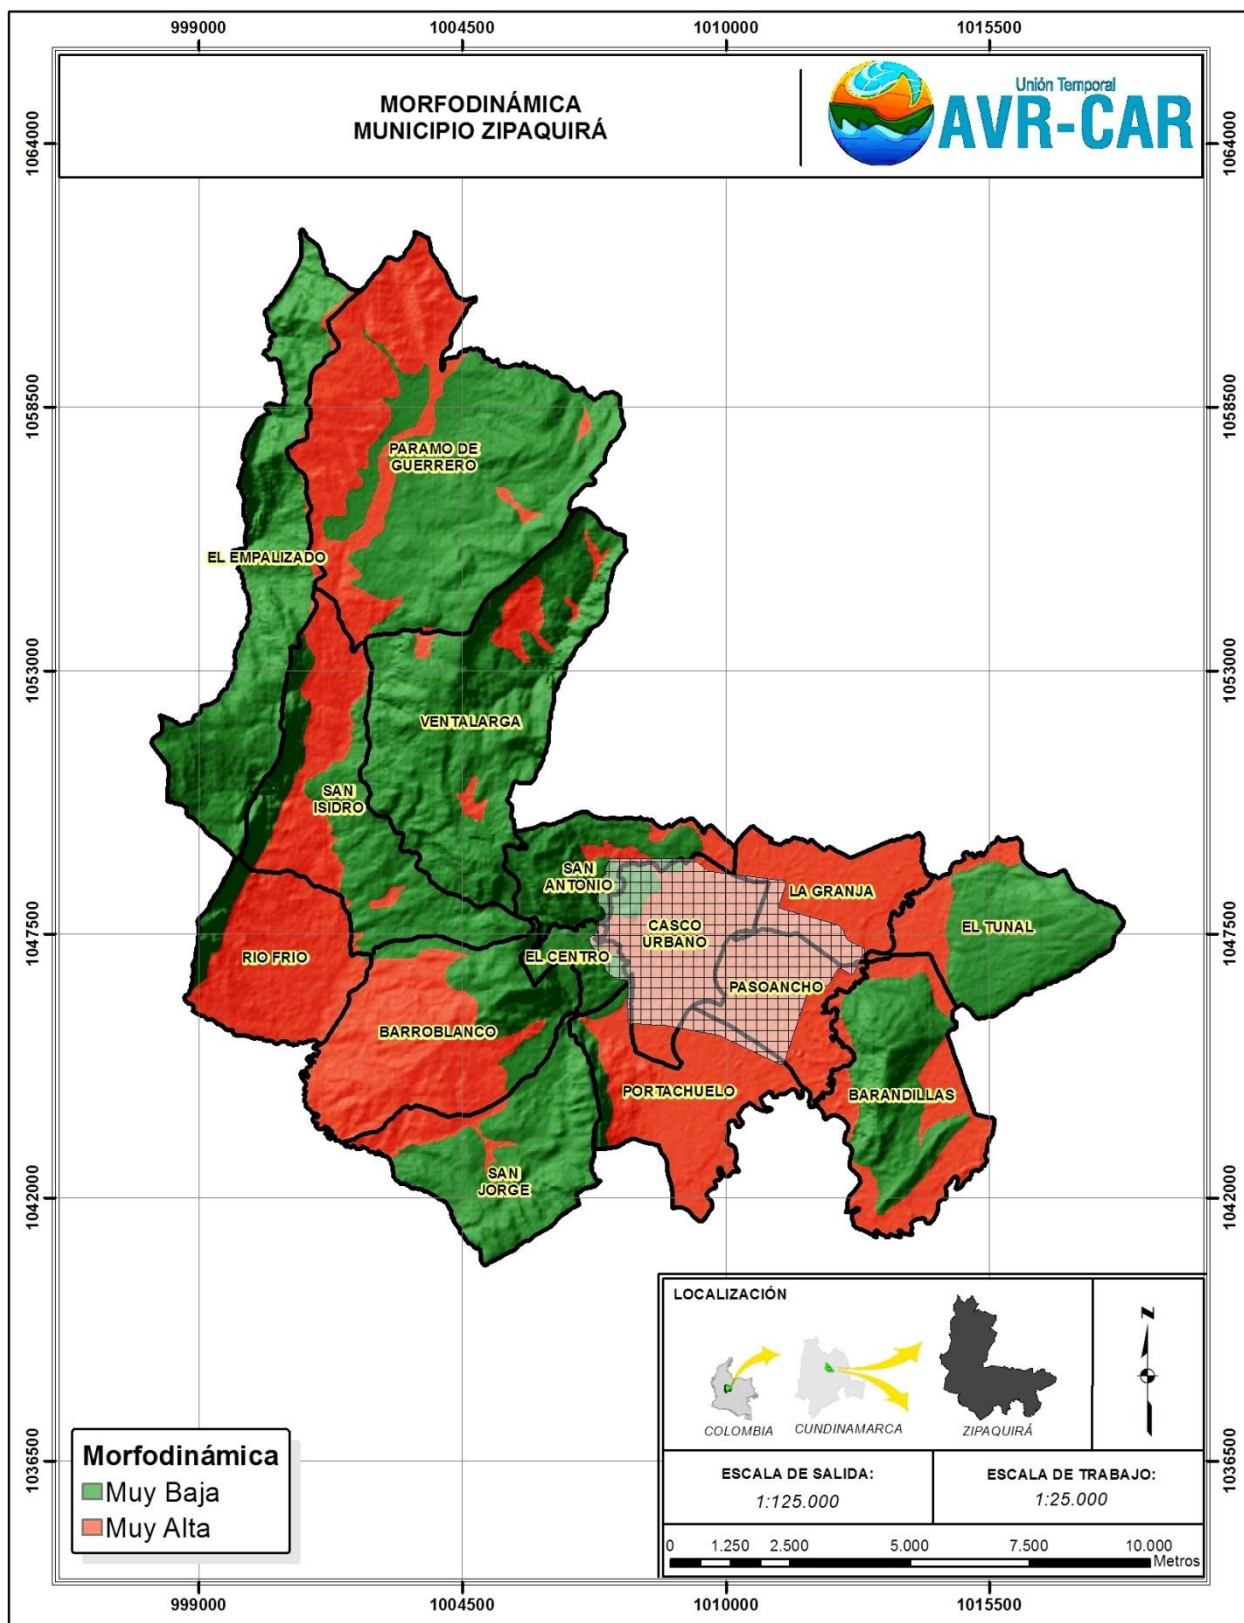 999000
1004500
1010000
1015500
MORFODINÁMICA
MUNICIPIO ZIPAQUIRÁ
Unión Temporal
AVR-CAR
1064000
1064000
1058500
1058500
PARAMO DE
GUERRERO
EL EMPALIZADO
1053000
1053000
VENTALARGA
SAN
ISIDRO
SAN
ANTONIO
LA GRANJA
CASCO
URBANO
EL TUNAL
1047500
1047500
RIO FRIO
EL CENTRO
PASOANCHO
BARROBLANCO
PORTACHUELO
BARANDILLAS
SAN
JORGE
1042000
1042000
LOCALIZACIÓN
N
COLOMBIA
CUNDINAMARCA
ZIPAQUIRÁ
Morfodinámica
Muy Baja
Muy Alta
1036500
1036500
ESCALA DE SALIDA:
1:125.000
ESCALA DE TRABAJO:
1:25.000
0 1.250 2.500 5.000 7.500 10.000
Metros
999000
1004500
1010000
1015500